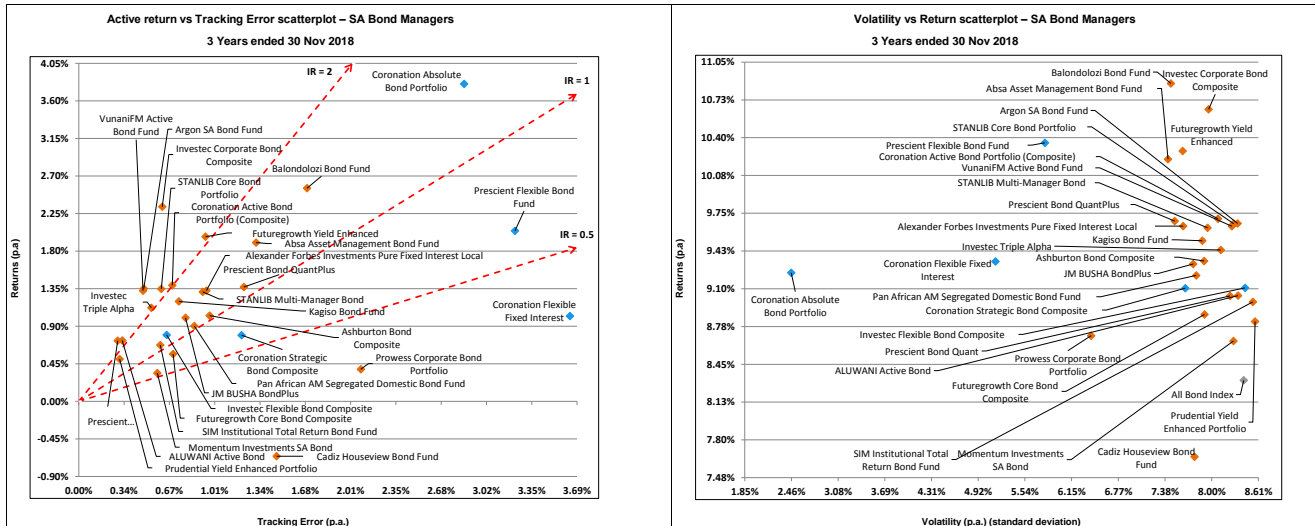 Active return vs Tracking Error scatterplot – SA Bond Managers
3 Years ended 30 Nov 2018
4.05%
3.60%
3.15%
2.70%
2.25%
1.80%
1.35%
0.90%
0.45%
0.00%
-0.45%
-0.90%
Returns (p.a)
IR = 2
IR = 1
IR = 0.5
Coronation Absolute
Bond Portfolio
VunaniFM Active
Bond Fund
Argon SA Bond Fund
Investec Corporate Bond
Composite
STANLIB Core Bond
Portfolio
Coronation Active Bond
Portfolio (Composite)
Balondolozi Bond Fund
Prescient Flexible Bond
Fund
Futuregrowth Yield Enhanced
Absa Asset Management Bond Fund
Alexander Forbes Investments Pure Fixed Interest Local
Prescient Bond QuantPlus
Investec
Triple Alpha
STANLIB Multi-Manager Bond
Kagiso Bond Fund
Coronation Flexible
Fixed Interest
Ashburton Bond
Composite
Coronation Strategic
Bond Composite
Prowess Corporate Bond
Portfolio
Pan African AM Segregated Domestic Bond Fund
JM BUSHA BondPlus
Prescient...
Investec Flexible Bond Composite
Futuregrowth Core Bond Composite
SIM Institutional Total Return Bond Fund
Momentum Investments SA Bond
ALUWANI Active Bond
Cadiz Houseview Bond Fund
Prudential Yield Enhanced Portfolio
0.00% 0.34% 0.67% 1.01% 1.34% 1.68% 2.01% 2.35% 2.68% 3.02% 3.35% 3.69%
Tracking Error (p.a.)
Volatility vs Return scatterplot – SA Bond Managers
3 Years ended 30 Nov 2018
11.05%
10.73%
10.40%
10.08%
9.75%
9.43%
9.10%
8.78%
8.45%
8.13%
7.80%
7.48%
Returns (p.a)
Balondolozi Bond Fund
Investec Corporate Bond
Composite
Absa Asset Management Bond Fund
Argon SA Bond Fund
STANLIB Core Bond Portfolio
Futuregrowth Yield
Enhanced
Prescient Flexible Bond Fund
Coronation Active Bond Portfolio (Composite)
VunaniFM Active Bond Fund
STANLIB Multi-Manager Bond
Prescient Bond QuantPlus
Alexander Forbes Investments Pure Fixed Interest Local
Kagiso Bond Fund
Investec Triple Alpha
Ashburton Bond Composite
Coronation Flexible Fixed
Interest
JM BUSHA BondPlus
Coronation Absolute
Bond Portfolio
Pan African AM Segregated Domestic Bond Fund
Coronation Strategic Bond Composite
Investec Flexible Bond Composite
Prescient Bond Quant
ALUWANI Active Bond
Prowess Corporate Bond
Portfolio
Futuregrowth Core Bond
Composite
All Bond Index
Prudential Yield
Enhanced Portfolio
SIM Institutional Total
Return Bond Fund
Momentum Investments
SA Bond
Cadiz Houseview Bond
Fund
1.85% 2.46% 3.08% 3.69% 4.31% 4.92% 5.54% 6.15% 6.77% 7.38% 8.00% 8.61%
Volatility (p.a.) (standard deviation)